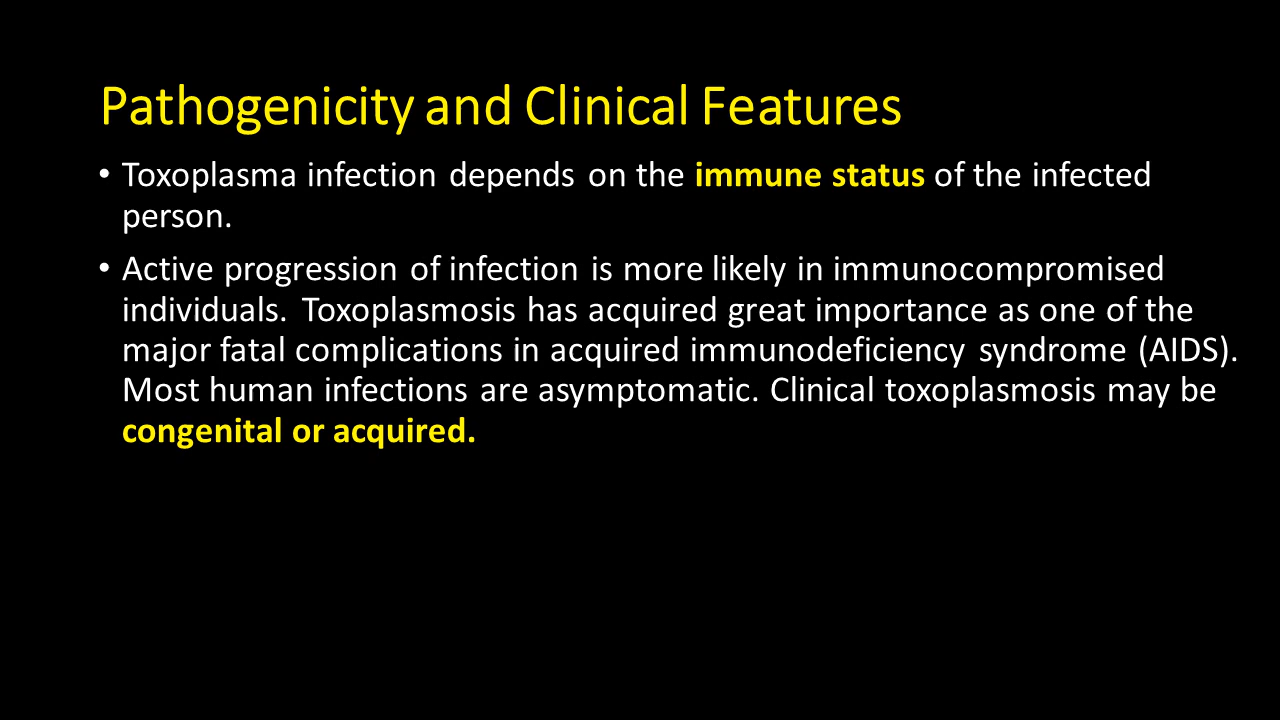 Pathogenicity and Clinical Features
• Toxoplasma infection depends on the immune status of the infected
person.
• Active progression of infection is more likely in immunocompromised
individuals. Toxoplasmosis has acquired great importance as one of the
major fatal complications in acquired immunodeficiency syndrome (AIDS).
Most human infections are asymptomatic. Clinical toxoplasmosis may be
congenital or acquired.